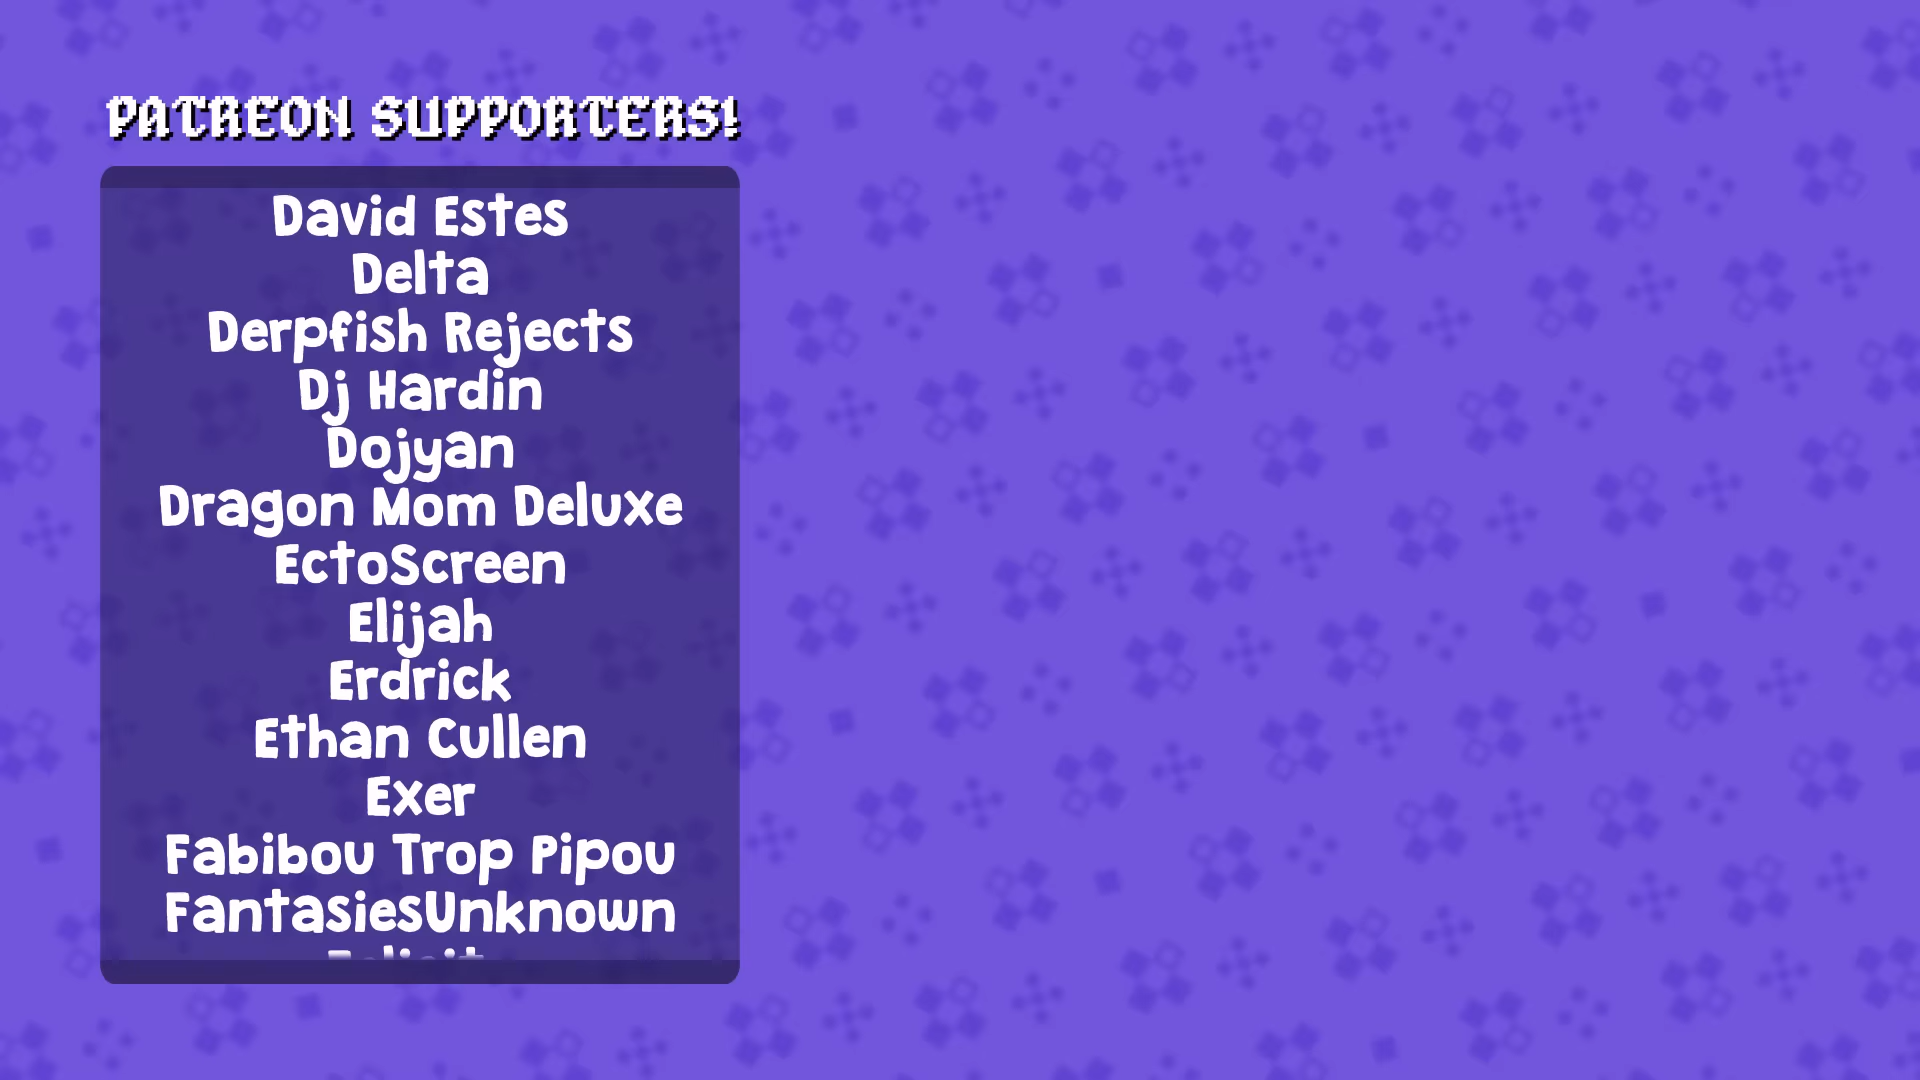 PATREON SUPPORTERS!
David Estes
Delta
Derpfish Rejects
Dj Hardin
Dojyan
Dragon Mom Deluxe
EctoScreen
Elijah
Erdrick
Ethan Cullen
Exer
Fabibou Trop Pipou
FantasiesUnknown